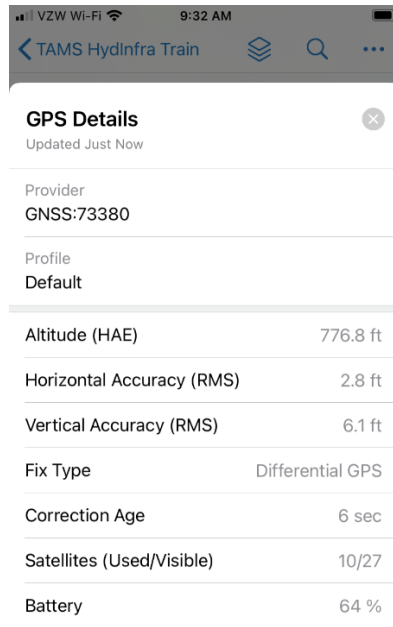 VZW Wi-Fi 9:32 AM
TAMS HydInfra Train
GPS Details
Updated Just Now
Provider
GNSS:73380
Profile
Default
Altitude (HAE) 776.8 ft
Horizontal Accuracy (RMS) 2.8 ft
Vertical Accuracy (RMS) 6.1 ft
Fix Type Differential GPS
Correction Age 6 sec
Satellites (Used/Visible) 10/27
Battery 64 %